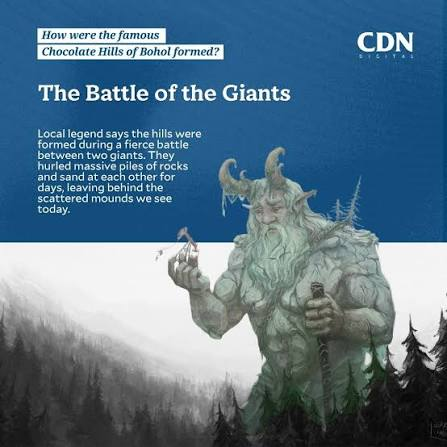 How were the famous
Chocolate Hills of Bohol formed?
CDN
DIGITAL
The Battle of the Giants
Local legend says the hills were
formed during a fierce battle
between two giants. They
hurled massive piles of rocks
and sand at each other for
days, leaving behind the
scattered mounds we see
today.